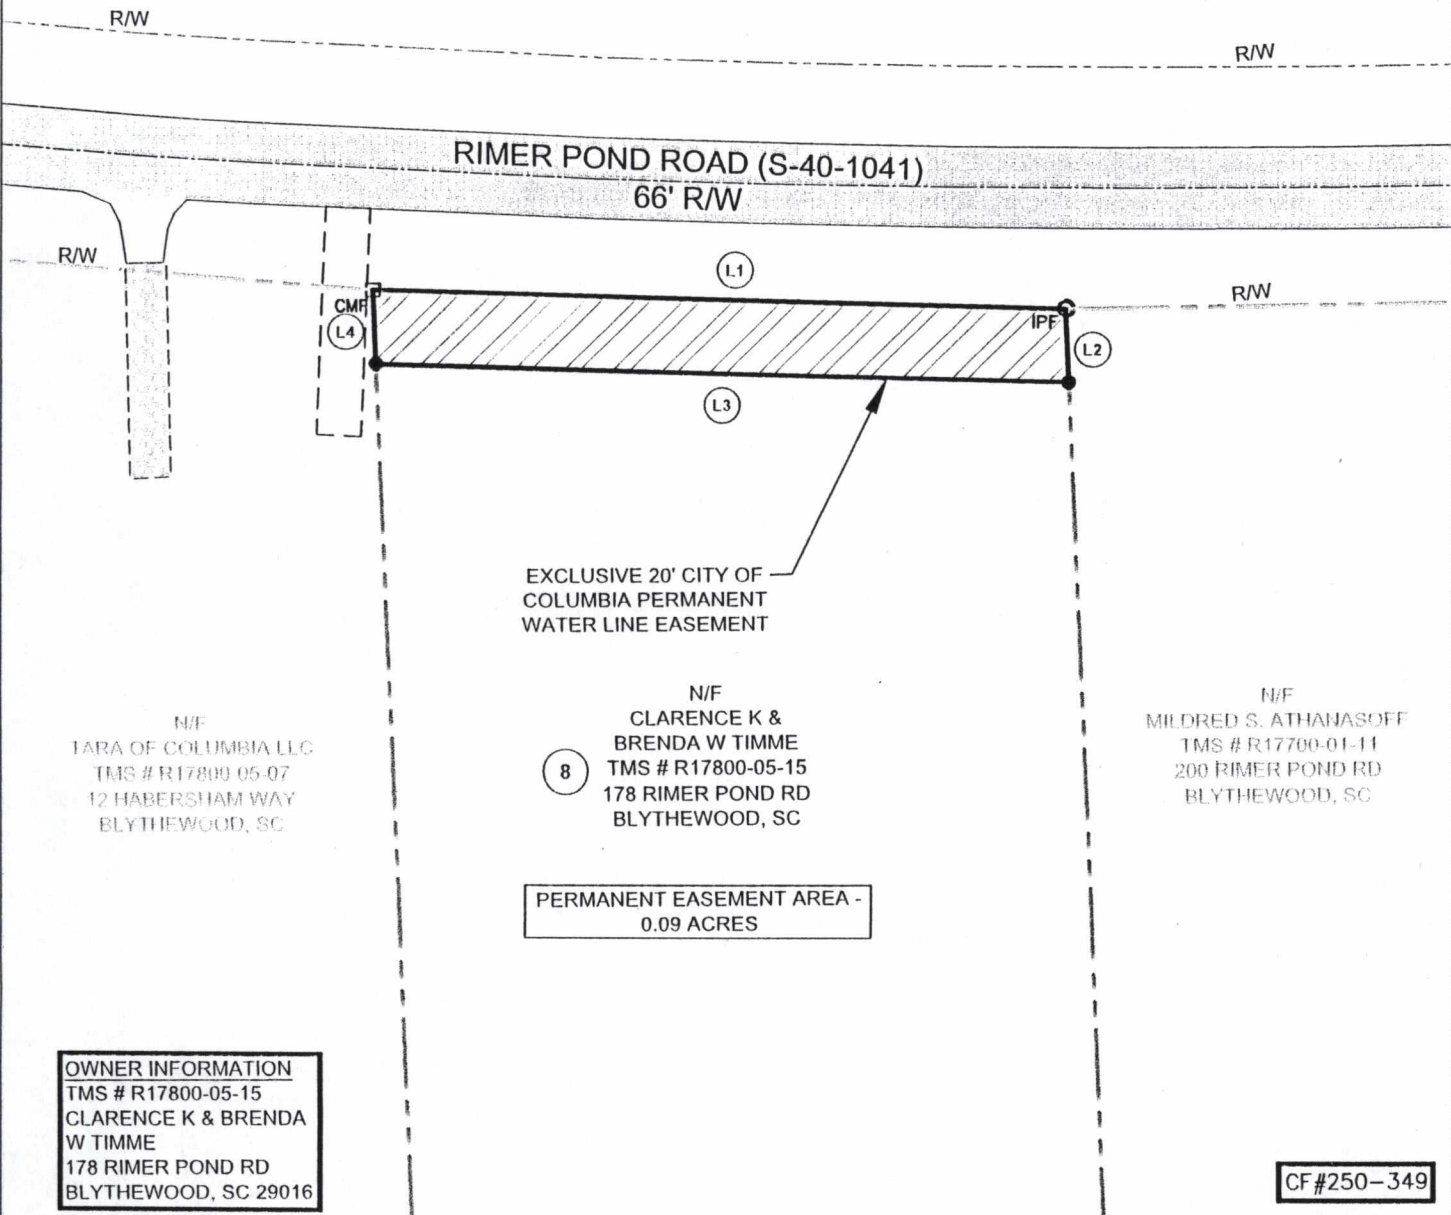 R/W
R/W
RIMER POND ROAD (S-40-1041)
66' R/W
R/W
L1
R/W
CMF
IPF
L4
L2
L3
EXCLUSIVE 20' CITY OF
COLUMBIA PERMANENT
WATER LINE EASEMENT
N/F
TARA OF COLUMBIA LLC
TMS # R17800-05-07
12 HABERSHAM WAY
BLYTHEWOOD, SC
N/F
CLARENCE K &
BRENDA W TIMME
8
TMS # R17800-05-15
178 RIMER POND RD
BLYTHEWOOD, SC
N/F
MILDRED S. ATHANASOFF
TMS # R17700-01-11
200 RIMER POND RD
BLYTHEWOOD, SC
PERMANENT EASEMENT AREA -
0.09 ACRES
OWNER INFORMATION
TMS # R17800-05-15
CLARENCE K & BRENDA
W TIMME
178 RIMER POND RD
BLYTHEWOOD, SC 29016
CF#250-349